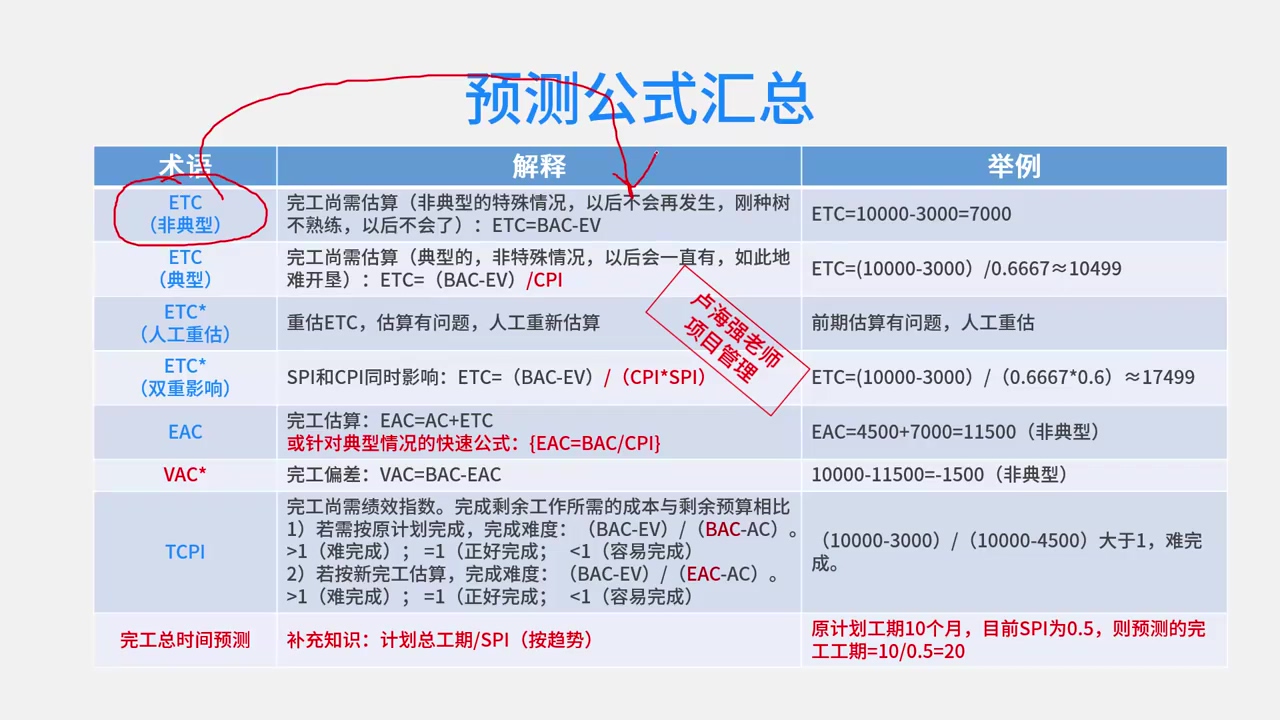 预测公式汇总
术语
解释
举例
ETC
（非典型）
完工尚需估算（非典型的特殊情况，以后不会再发生，刚种树
不熟练，以后不会了）：ETC=BAC-EV
ETC=10000-3000=7000
ETC
（典型）
完工尚需估算（典型的，非特殊情况，以后会一直有，如此地
难开垦）：ETC=（BAC-EV）/CPI
ETC=(10000-3000）/0.6667≈10499
ETC*
（人工重估）
重估ETC，估算有问题，人工重新估算
前期估算有问题，人工重估
ETC*
（双重影响）
SPI和CPI同时影响：ETC=（BAC-EV）/（CPI*SPI）
ETC=(10000-3000）/（0.6667*0.6）≈17499
EAC
完工估算：EAC=AC+ETC
或针对典型情况的快速公式：{EAC=BAC/CPI}
EAC=4500+7000=11500（非典型）
VAC*
完工偏差：VAC=BAC-EAC
10000-11500=-1500（非典型）
TCPI
完工尚需绩效指数。完成剩余工作所需的成本与剩余预算相比
1）若需按原计划完成，完成难度：（BAC-EV）/（BAC-AC）。
>1（难完成）； =1（正好完成； <1（容易完成）
2）若按新完工估算，完成难度：（BAC-EV）/（EAC-AC）。
>1（难完成）； =1（正好完成； <1（容易完成）
（10000-3000）/（10000-4500）大于1，难完
成。
完工总时间预测
补充知识：计划总工期/SPI（按趋势）
原计划工期10个月，目前SPI为0.5，则预测的完
工工期=10/0.5=20
卢海强老师
项目管理